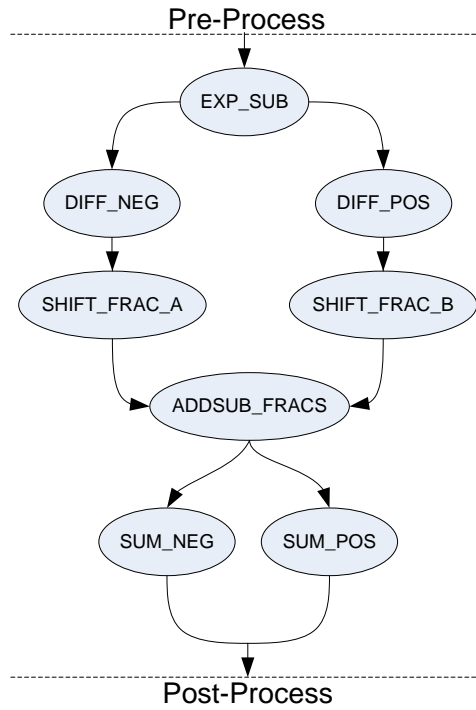 Pre-Process
EXP_SUB
DIFF_NEG
DIFF_POS
SHIFT_FRAC_A
SHIFT_FRAC_B
ADDSUB_FRACS
SUM_NEG
SUM_POS
Post-Process